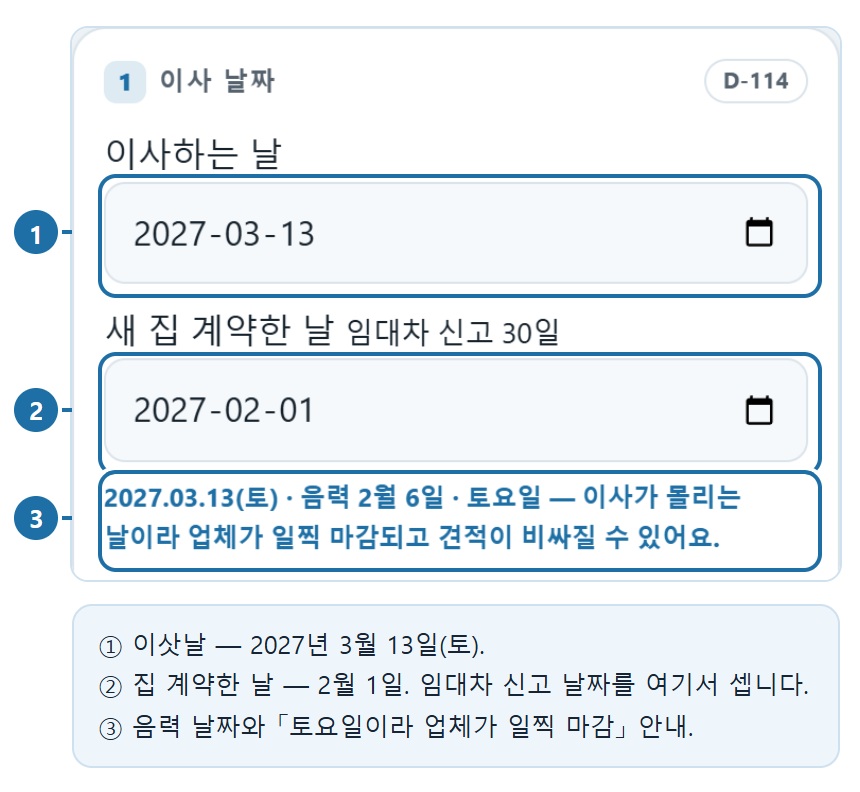 1 이사 날짜 D-114
이사하는 날
1 2027-03-13
새 집 계약한 날 임대차 신고 30일
2 2027-02-01
3 2027.03.13(토) · 음력 2월 6일 · 토요일 — 이사가 몰리는
날이라 업체가 일찍 마감되고 견적이 비싸질 수 있어요.
① 이삿날 — 2027년 3월 13일(토).
② 집 계약한 날 — 2월 1일. 임대차 신고 날짜를 여기서 셉니다.
③ 음력 날짜와 「토요일이라 업체가 일찍 마감」 안내.